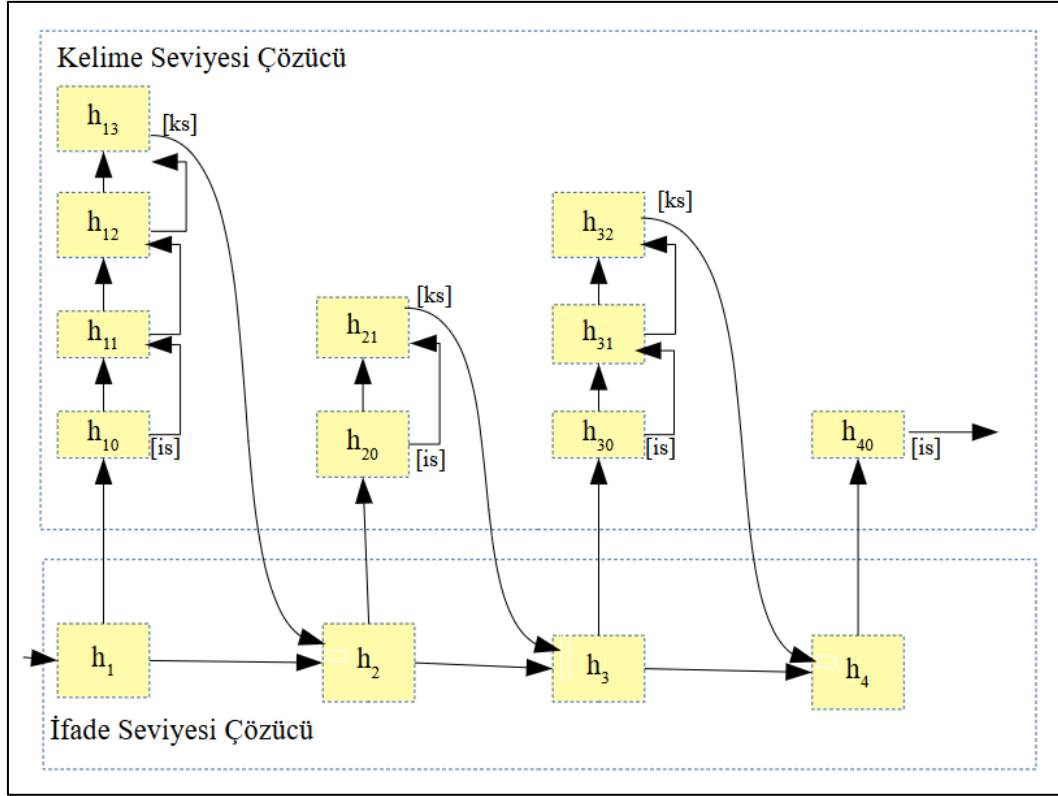 Kelime Seviyesi Çözücü
h13 [ks]
h12
h32 [ks]
h11
h21 [ks]
h31
h10 [is]
h20 [is]
h30 [is]
h40 [is]
h1
h2
h3
h4
İfade Seviyesi Çözücü